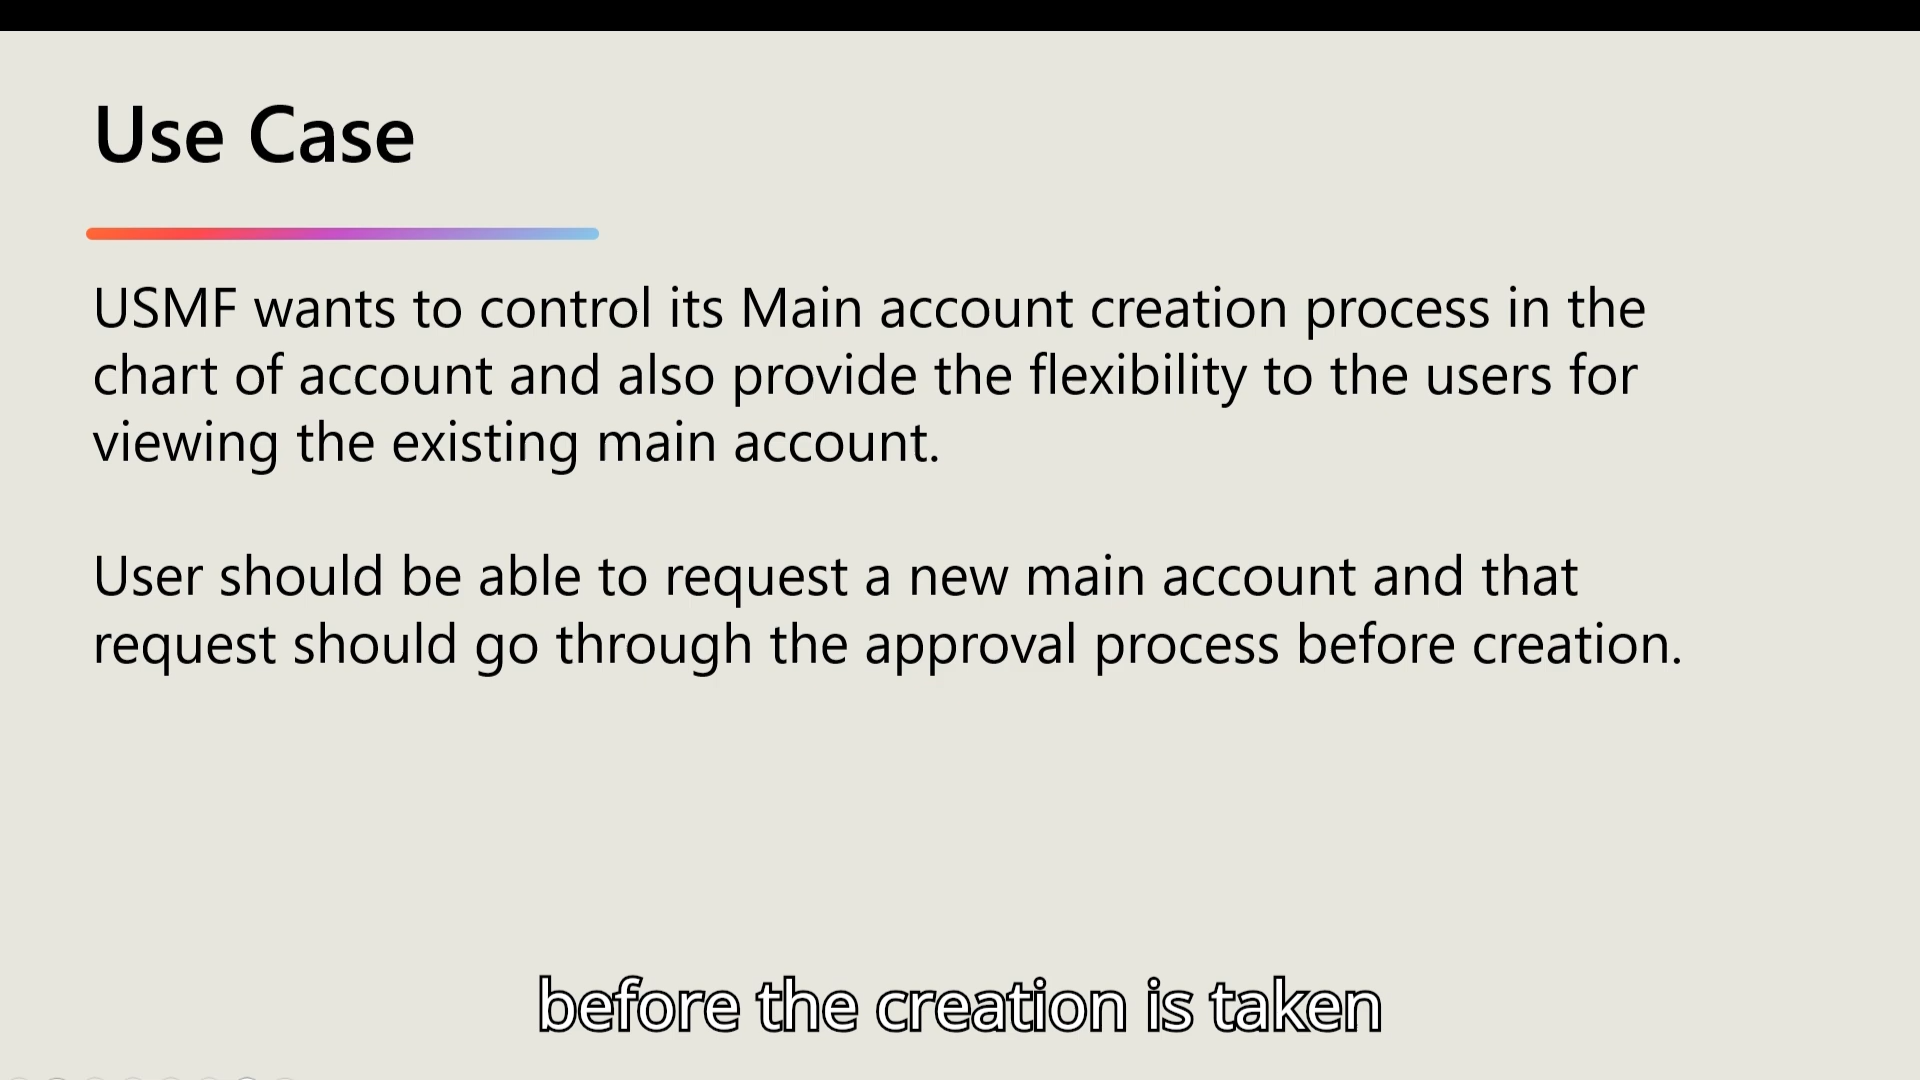 Use Case
USMF wants to control its Main account creation process in the
chart of account and also provide the flexibility to the users for
viewing the existing main account.
User should be able to request a new main account and that
request should go through the approval process before creation.
before the creation is taken